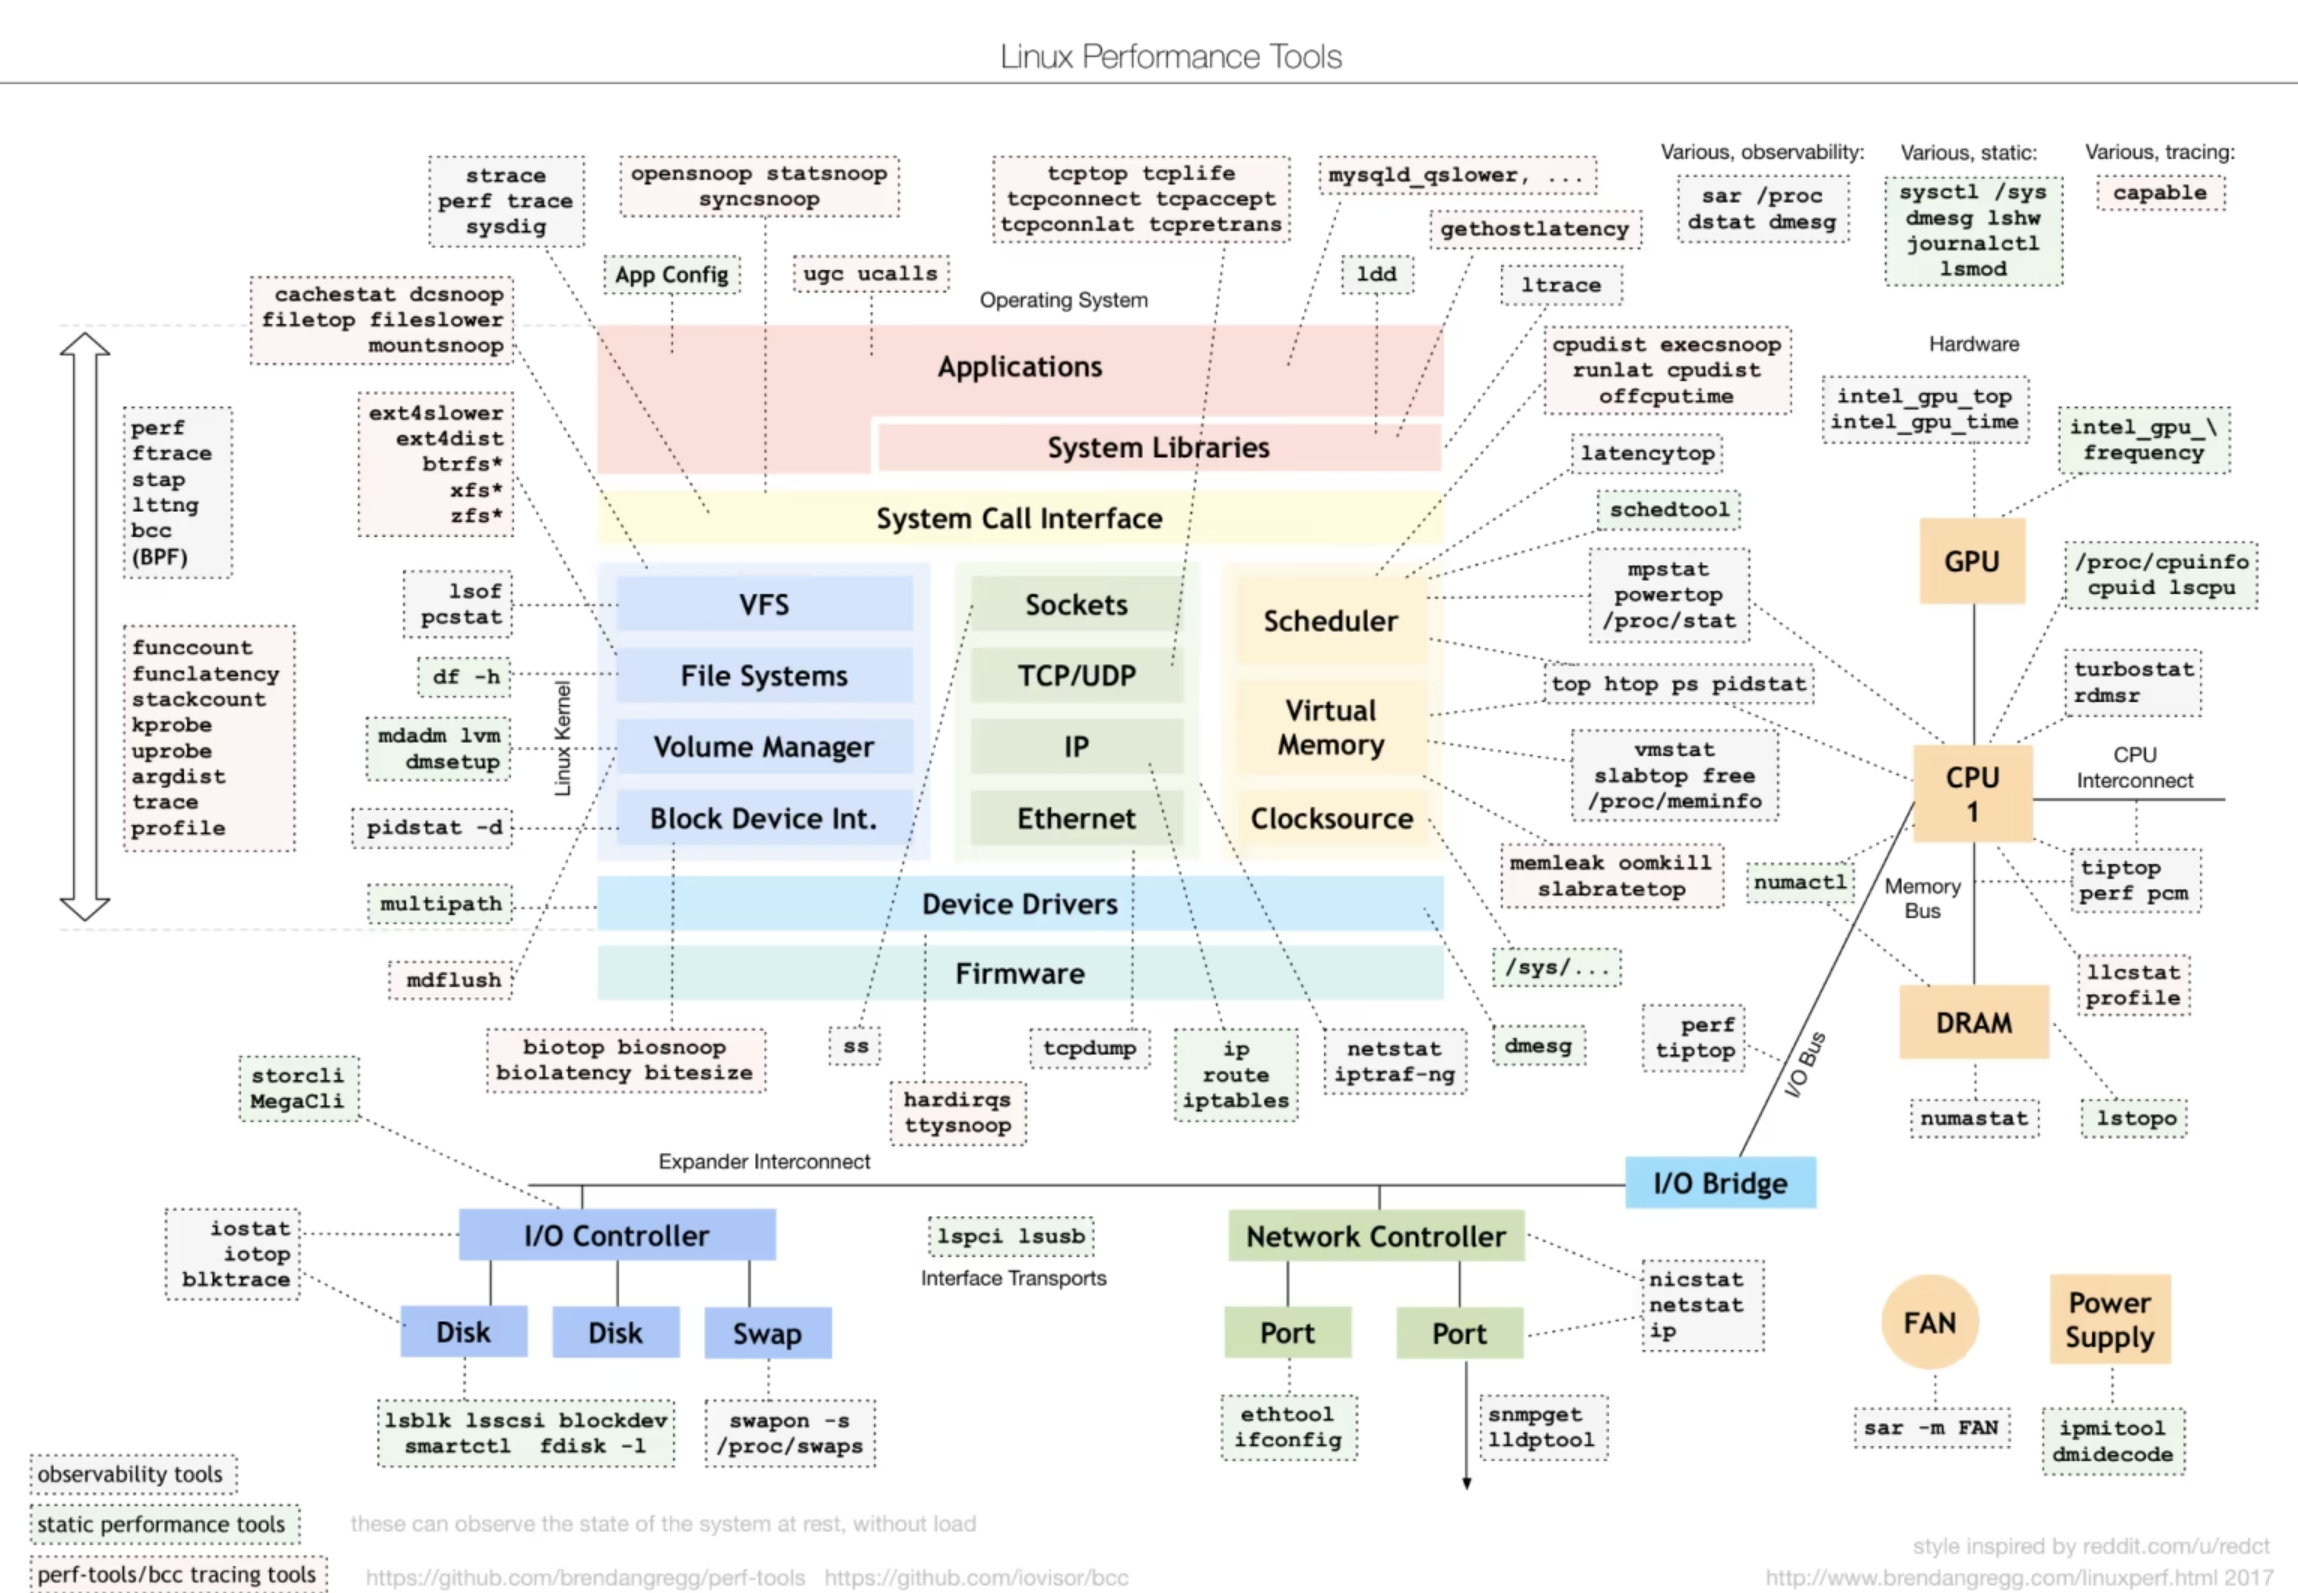 Linux Performance Tools
strace
perf trace
sysdig
opensnoop statsnoop
syncsnoop
tcptop tcplife
tcpconnect tcpaccept
tcpconnlat tcpretrans
mysqld_qslower, ...
gethostlatency
Various, observability:
sar /proc
dstat dmesg
Various, static:
sysctl /sys
dmesg lshw
journalctl
lsmod
Various, tracing:
capable
App Config
ugc ucalls
Operating System
ldd
ltrace
cachestat dcsnoop
filetop fileslower
mountsnoop
ext4slower
ext4dist
btrfs*
xfs*
zfs*
perf
ftrace
stap
lttng
bcc
(BPF)
lsof
pcstat
funccount
funclatency
stackcount
kprobe
uprobe
argdist
trace
profile
df -h
mdadm lvm
dmsetup
pidstat -d
multipath
mdflush
Linux Kernel
Applications
System Libraries
System Call Interface
VFS
File Systems
Volume Manager
Block Device Int.
Sockets
TCP/UDP
IP
Ethernet
Scheduler
Virtual
Memory
Clocksource
Device Drivers
Firmware
cpudist execsnoop
runlat cpudist
offcputime
latencytop
schedtool
mpstat
powertop
/proc/stat
top htop ps pidstat
vmstat
slabtop free
/proc/meminfo
memleak oomkill
slabratetop
/sys/...
dmesg
Hardware
intel_gpu_top
intel_gpu_time
intel_gpu_\
frequency
GPU
/proc/cpuinfo
cpuid lscpu
turbostat
rdmsr
CPU
1
CPU
Interconnect
numactl
Memory
Bus
tiptop
perf pcm
llcstat
profile
DRAM
perf
tiptop
I/O Bus
numastat
lstopo
biotop biosnoop
biolatency bitesize
ss
hardirqs
ttysnoop
tcpdump
ip
route
iptables
netstat
iptraf-ng
storcli
MegaCli
Expander Interconnect
I/O Bridge
iostat
iotop
blktrace
I/O Controller
lspci lsusb
Interface Transports
Network Controller
nicstat
netstat
ip
Disk
Disk
Swap
Port
Port
FAN
Power
Supply
lsblk lsscsi blockdev
smartctl fdisk -l
swapon -s
/proc/swaps
ethtool
ifconfig
snmpget
lldptool
sar -m FAN
ipmitool
dmidecode
observability tools
static performance tools
these can observe the state of the system at rest, without load
perf-tools/bcc tracing tools
https://github.com/brendangregg/perf-tools https://github.com/iovisor/bcc
style inspired by reddit.com/u/redct
http://www.brendangregg.com/linuxperf.html 2017